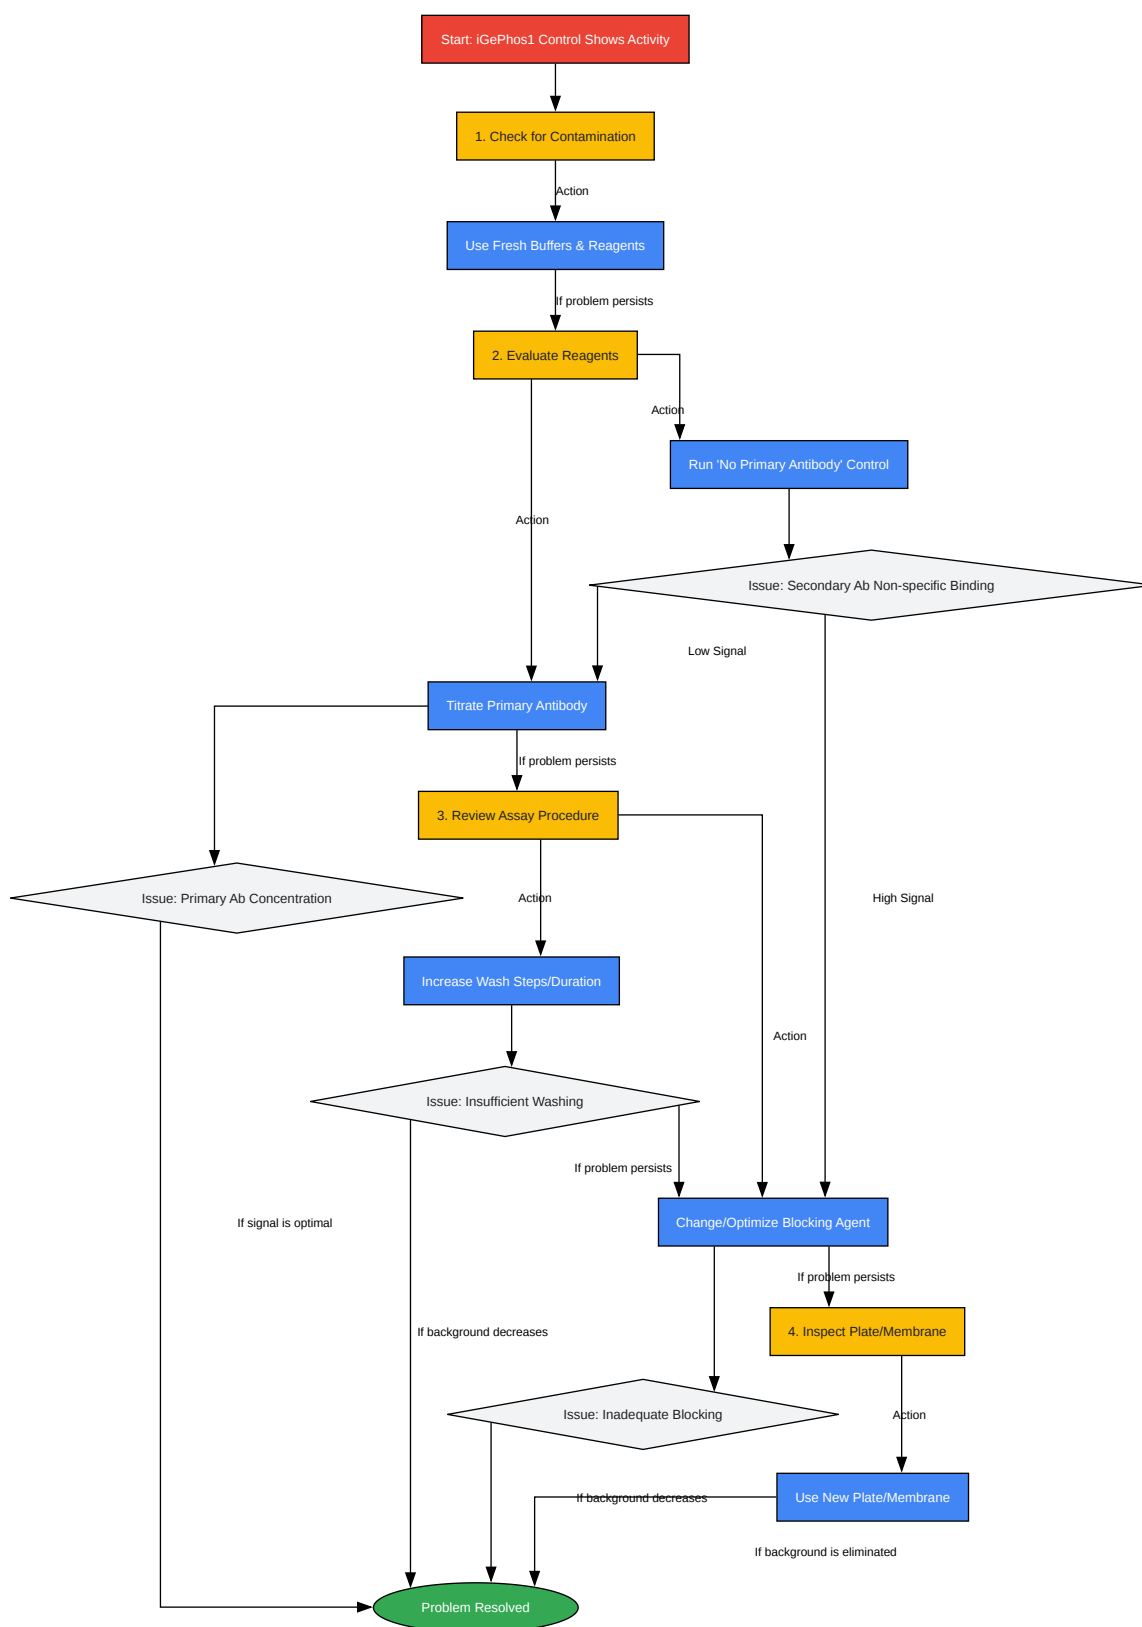 Start: iGePhos1 Control Shows Activity
1. Check for Contamination
Action
Use Fresh Buffers & Reagents
If problem persists
2. Evaluate Reagents
Action
Run 'No Primary Antibody' Control
Action
Issue: Secondary Ab Non-specific Binding
Low Signal
Titrate Primary Antibody
If problem persists
3. Review Assay Procedure
Issue: Primary Ab Concentration
Action
High Signal
Increase Wash Steps/Duration
Action
Issue: Insufficient Washing
If problem persists
If signal is optimal
Change/Optimize Blocking Agent
If problem persists
If background decreases
4. Inspect Plate/Membrane
Issue: Inadequate Blocking
Action
If background decreases
Use New Plate/Membrane
If background is eliminated
Problem Resolved